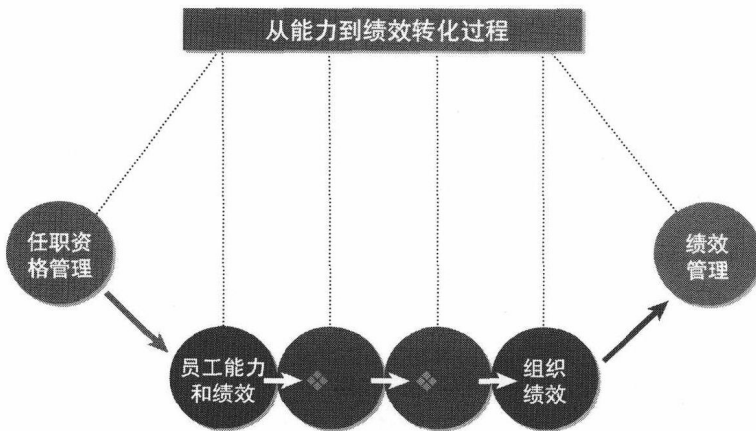 从能力到绩效转化过程
任职资
格管理
绩效
管理
员工能力
和绩效
组织
绩效